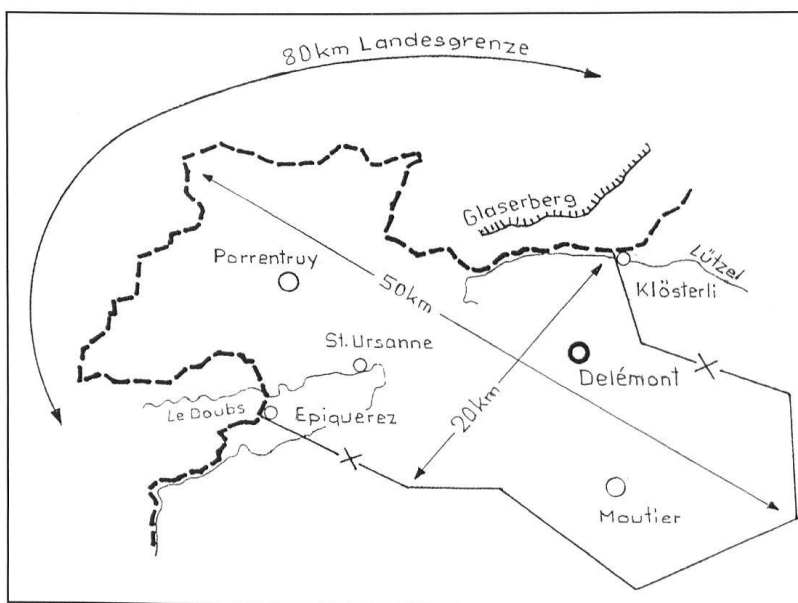 80km Landesgrenze
Glaserberg
Lützel
Porrentruy
Klösterli
50km
St. Ursanne
Delémont
20km
Le Doubs
Epiquerez
Moutier